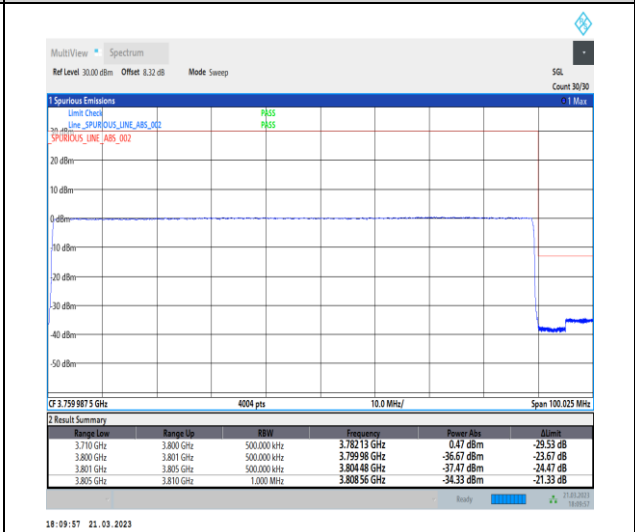 MultiView Spectrum
Ref Level 30.00 dBm Offset 8.32 dB Mode Sweep SGL
Count 30/30
1 Spurious Emissions 1 Max
Limit Check PASS
Line _SPURIOUS_LINE_ABS_002 PASS
_SPURIOUS_LINE_ABS_002
20 dBm
10 dBm
0 dBm
-10 dBm
-20 dBm
-30 dBm
-40 dBm
-50 dBm
CF 3.759 987 5 GHz 4004 pts 10.0 MHz/ Span 100.025 MHz
2 Result Summary
Range Low Range Up RBW Frequency Power Abs ΔLimit
3.710 GHz 3.800 GHz 500.000 kHz 3.782 13 GHz 0.47 dBm -29.53 dB
3.800 GHz 3.801 GHz 500.000 kHz 3.799 98 GHz -36.67 dBm -23.67 dB
3.801 GHz 3.805 GHz 500.000 kHz 3.804 48 GHz -37.47 dBm -24.47 dB
3.805 GHz 3.810 GHz 1.000 MHz 3.808 56 GHz -34.33 dBm -21.33 dB
Ready 21.03.2023
18:09:57
18:09:57 21.03.2023